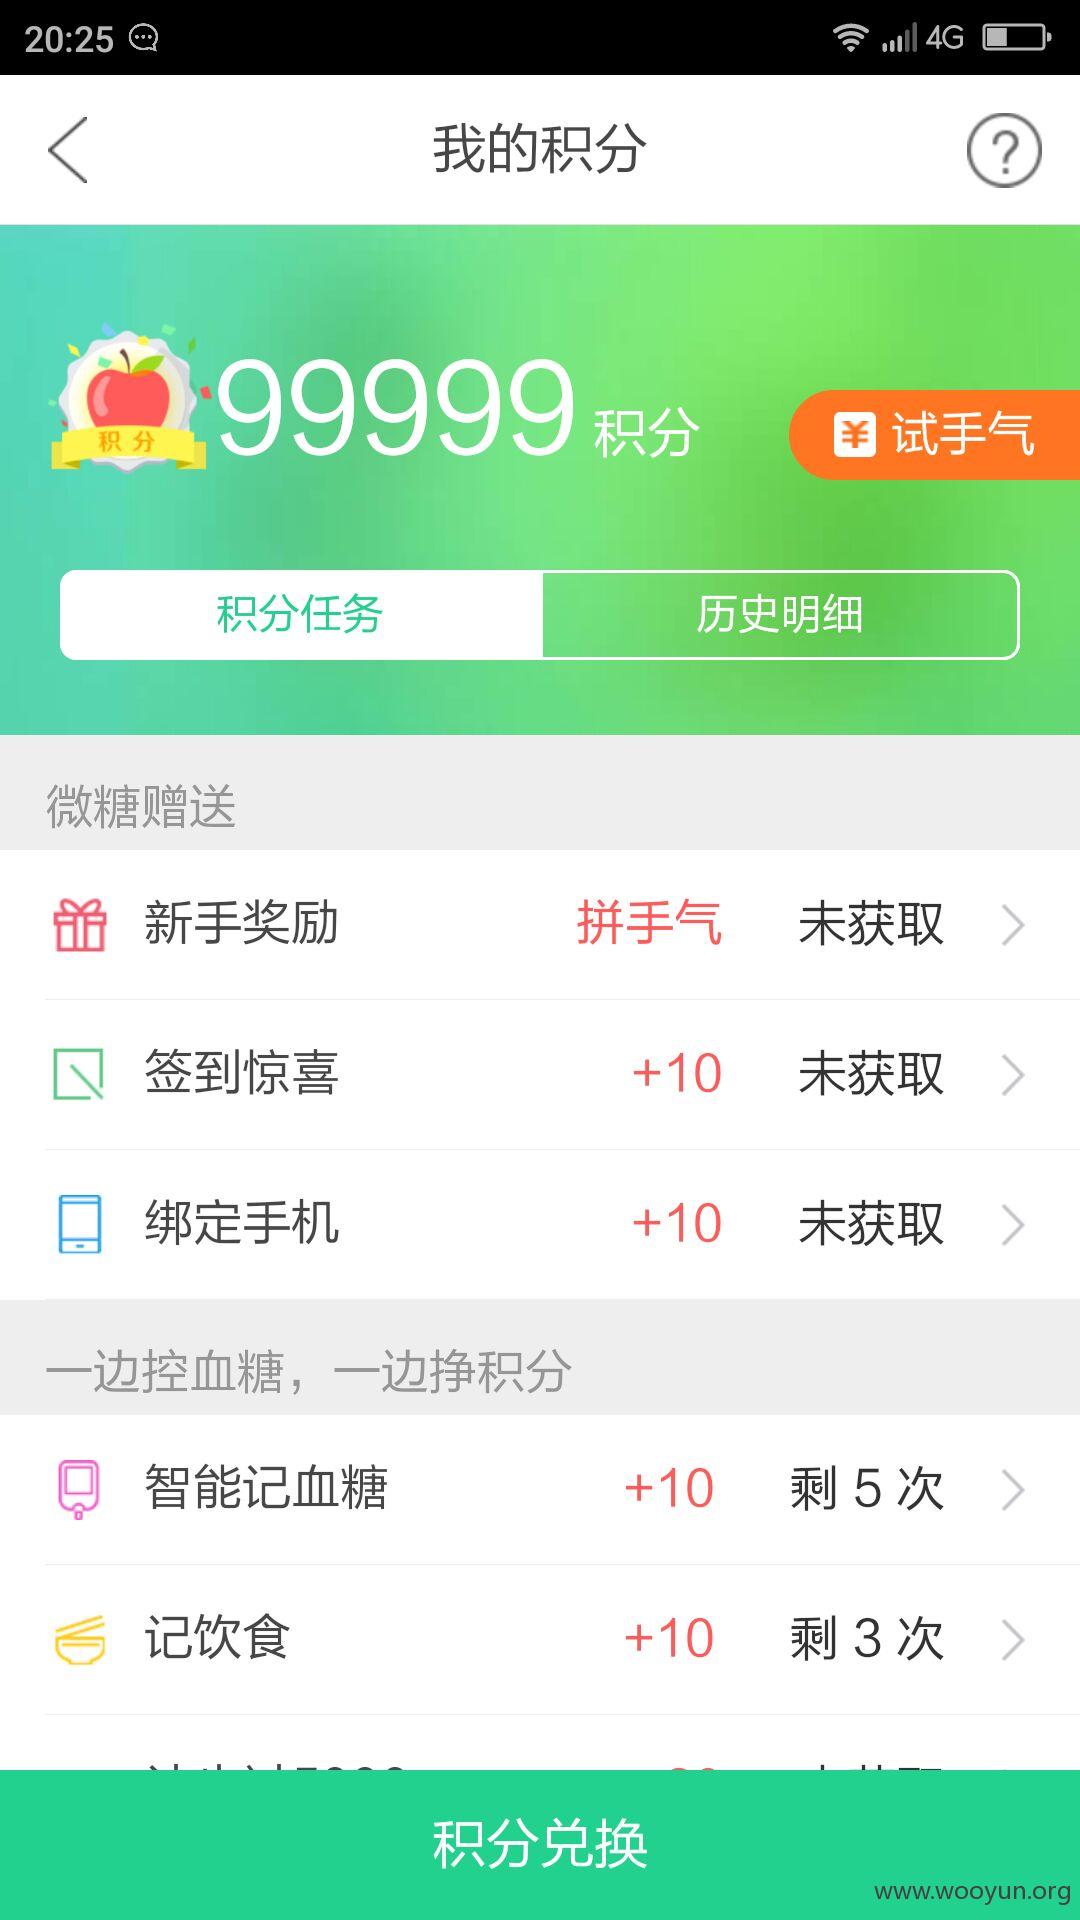 20:25 4G
我的积分
?
99999 积分
积分
¥ 试手气
积分任务 历史明细
微糖赠送
新手奖励 拼手气 未获取
签到惊喜 +10 未获取
绑定手机 +10 未获取
一边控血糖，一边挣积分
智能记血糖 +10 剩 5 次
记饮食 +10 剩 3 次
积分兑换
www.wooyun.org